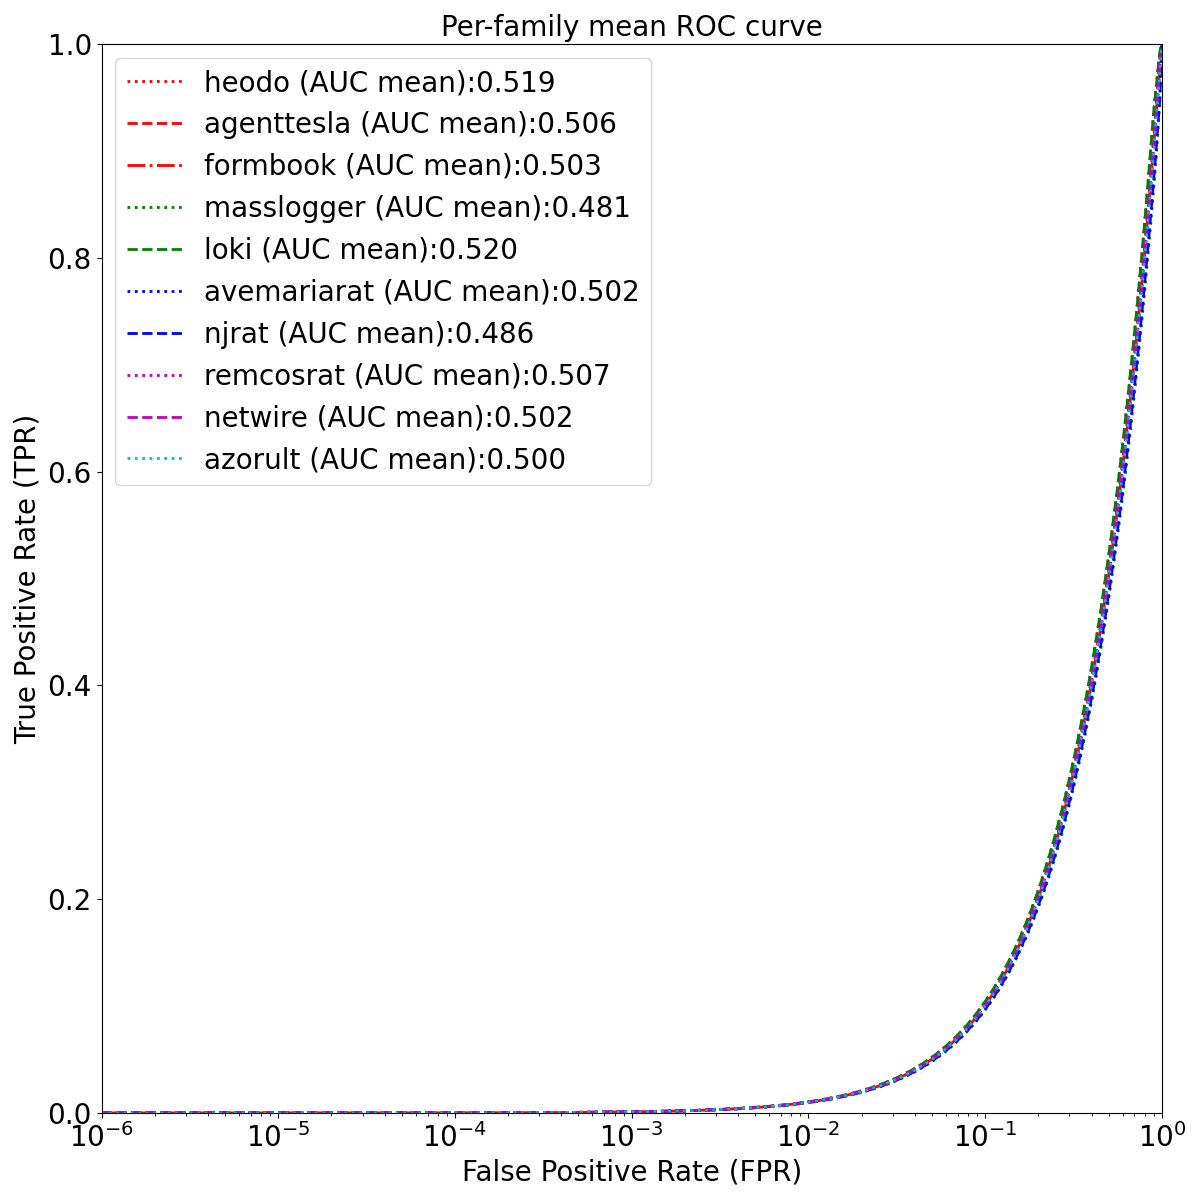 Per-family mean ROC curve
1.0
heodo (AUC mean):0.519
agenttesla (AUC mean):0.506
formbook (AUC mean):0.503
masslogger (AUC mean):0.481
loki (AUC mean):0.520
avemariarat (AUC mean):0.502
njrat (AUC mean):0.486
remcosrat (AUC mean):0.507
netwire (AUC mean):0.502
azorult (AUC mean):0.500
0.8
0.6
0.4
0.2
0.0
True Positive Rate (TPR)
10⁻⁶ 10⁻⁵ 10⁻⁴ 10⁻³ 10⁻² 10⁻¹ 10⁰
False Positive Rate (FPR)